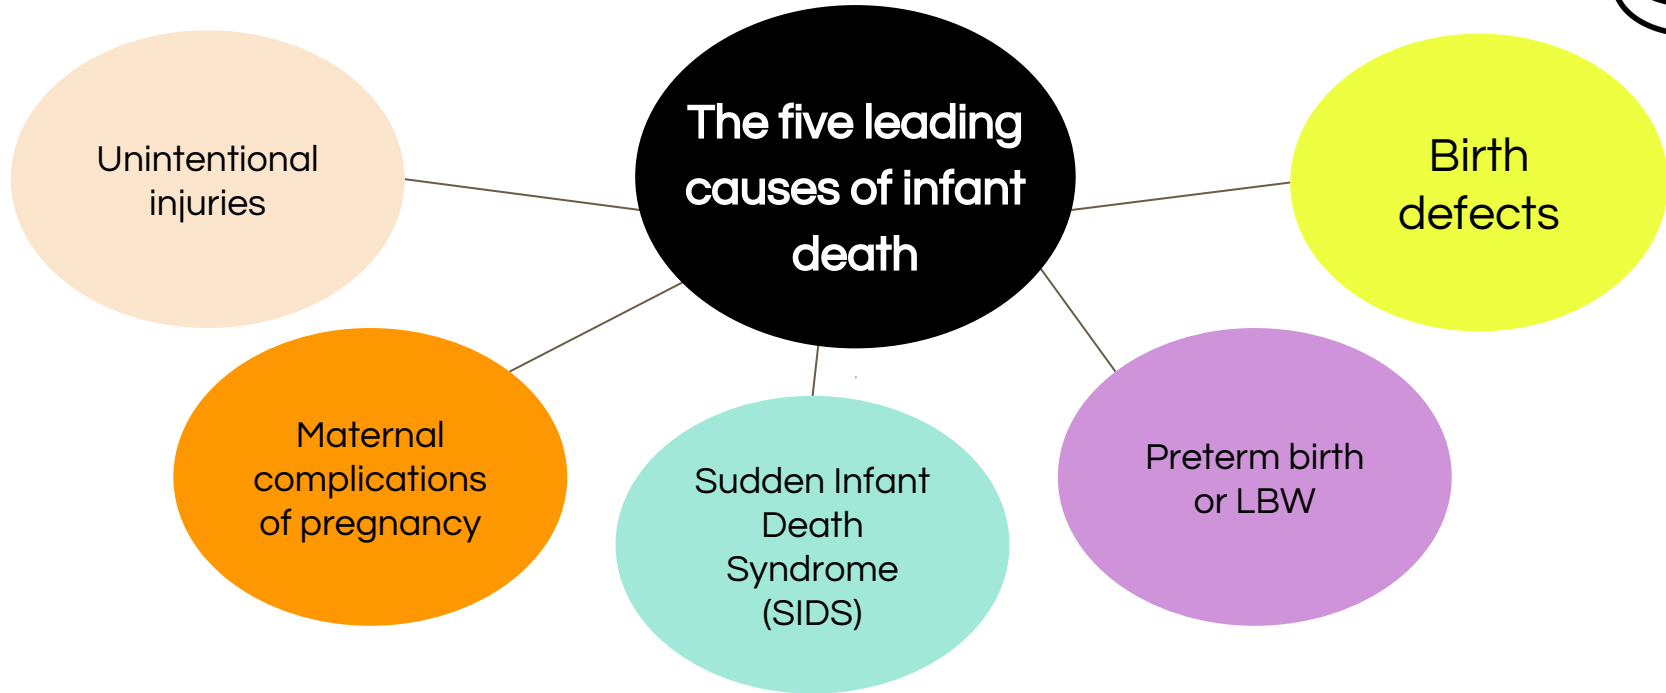 The five leading
causes of infant
death
Unintentional
injuries
Maternal
complications
of pregnancy
Sudden Infant
Death
Syndrome
(SIDS)
Preterm birth
or LBW
Birth
defects